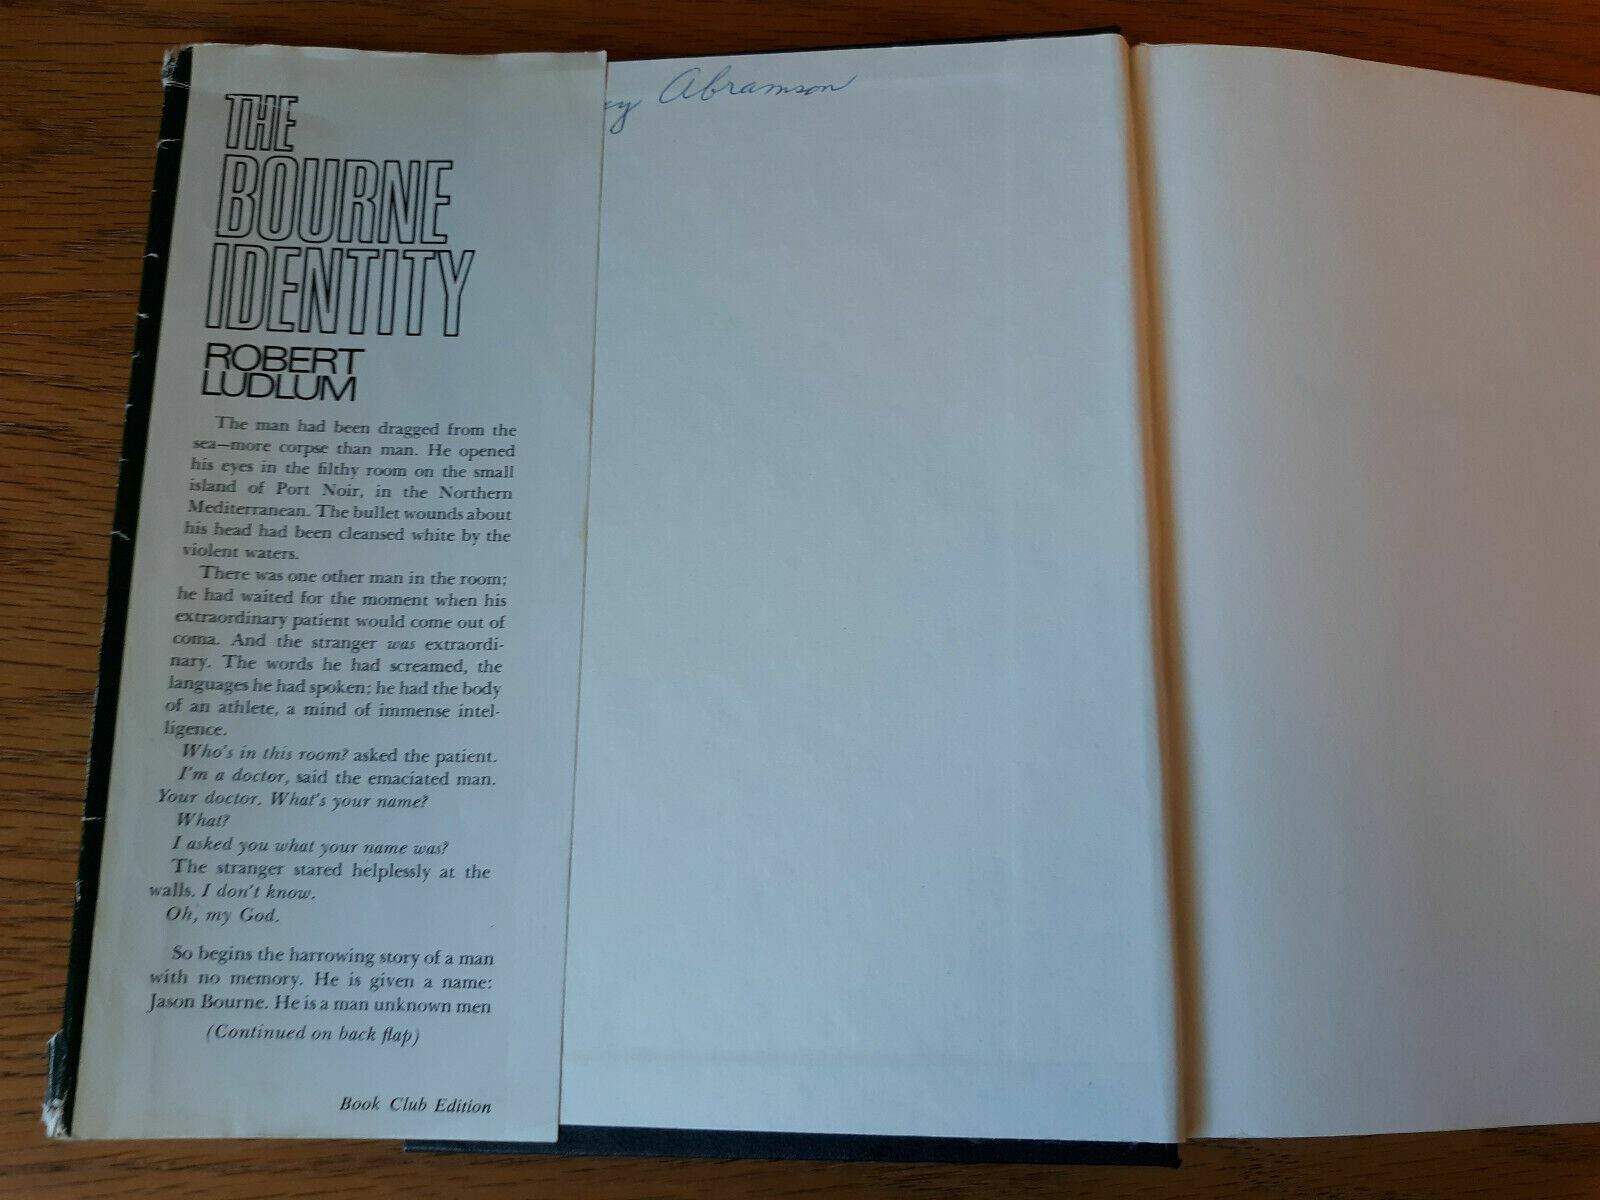 THE
BOURNE
IDENTITY
ROBERT
LUDLUM
The man had been dragged from the
sea—more corpse than man. He opened
his eyes in the filthy room on the small
island of Port Noir, in the Northern
Mediterranean. The bullet wounds about
his head had been cleansed white by the
violent waters.
There was one other man in the room;
he had waited for the moment when his
extraordinary patient would come out of
coma. And the stranger was extraordi-
nary. The words he had screamed, the
languages he had spoken; he had the body
of an athlete, a mind of immense intel-
ligence.
Who's in this room? asked the patient.
I'm a doctor, said the emaciated man.
Your doctor. What's your name?
What?
I asked you what your name was?
The stranger stared helplessly at the
walls. I don't know.
Oh, my God.
So begins the harrowing story of a man
with no memory. He is given a name:
Jason Bourne. He is a man unknown men
(Continued on back flap)
Book Club Edition
Abramson